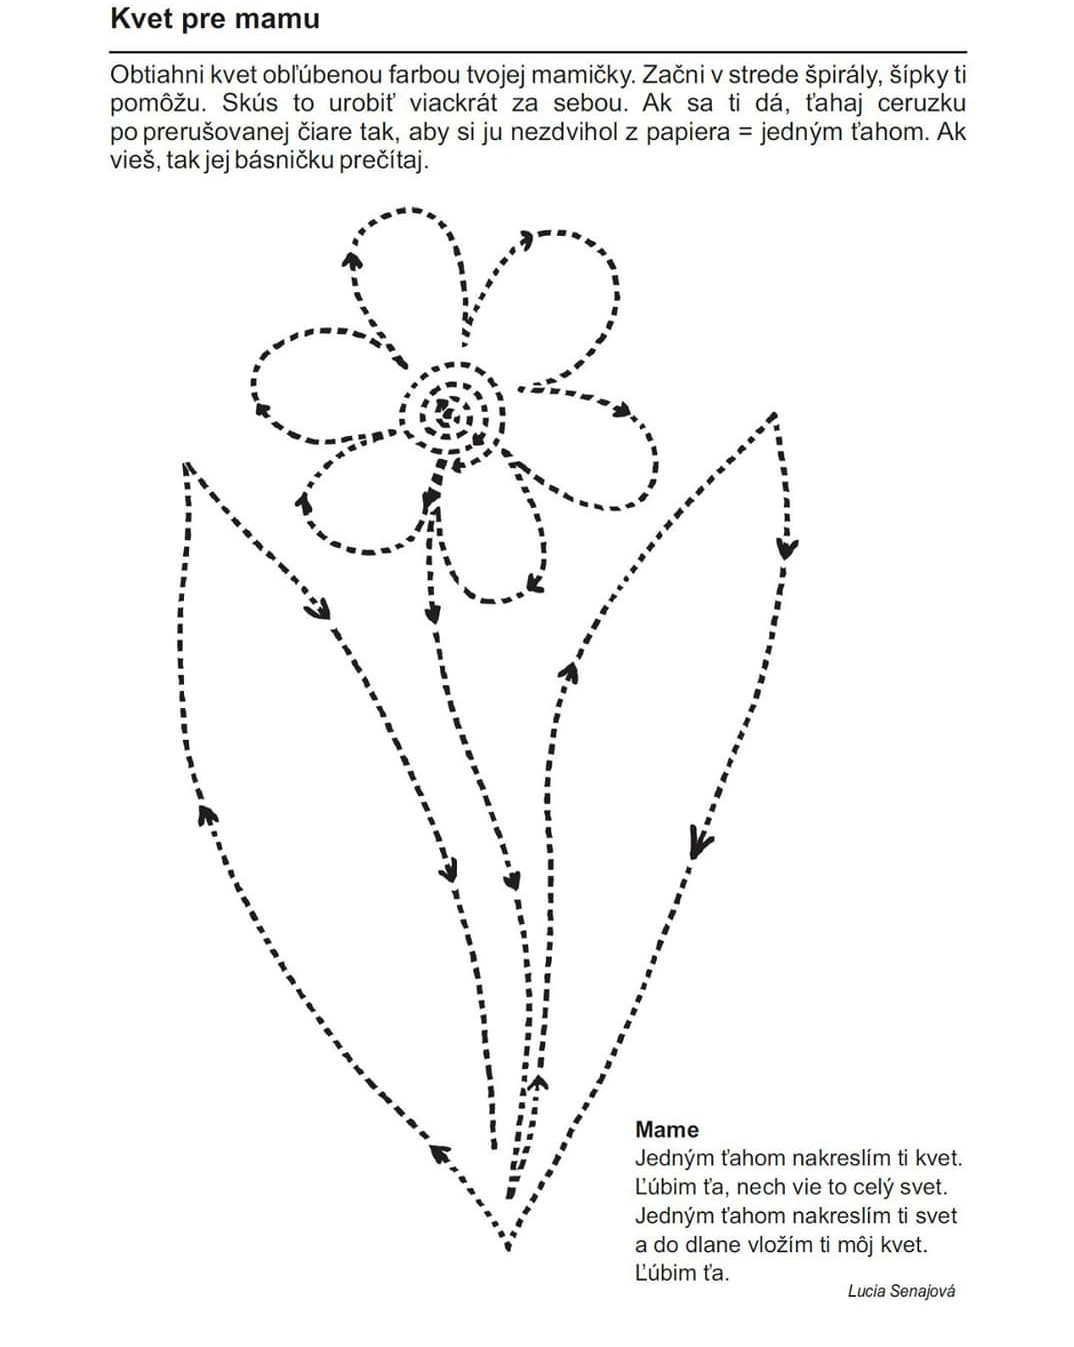 Kvet pre mamu
Obtiahni kvet obľúbenou farbou tvojej mamičky. Začni v strede špirály, šípky ti
pomôžu. Skús to urobiť viackrát za sebou. Ak sa ti dá, ťahaj ceruzku
po prerušovanej čiare tak, aby si ju nezdvihol z papiera = jedným ťahom. Ak
vieš, tak jej básničku prečítaj.
Mame
Jedným ťahom nakreslím ti kvet.
Ľúbim ťa, nech vie to celý svet.
Jedným ťahom nakreslím ti svet
a do dlane vložím ti môj kvet.
Ľúbim ťa.
Lucia Senajová